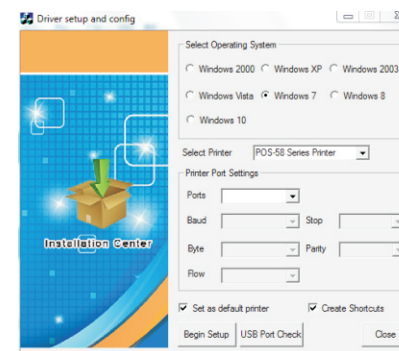 Driver setup and config
Select Operating System
Windows 2000 Windows XP Windows 2003
Windows Vista Windows 7 Windows 8
Windows 10
Select Printer POS-58 Series Printer
Printer Port Settings
Ports
Baud Stop
Byte Parity
Flow
Installation Center
Set as default printer Create Shortcuts
Begin Setup USB Port Check Close